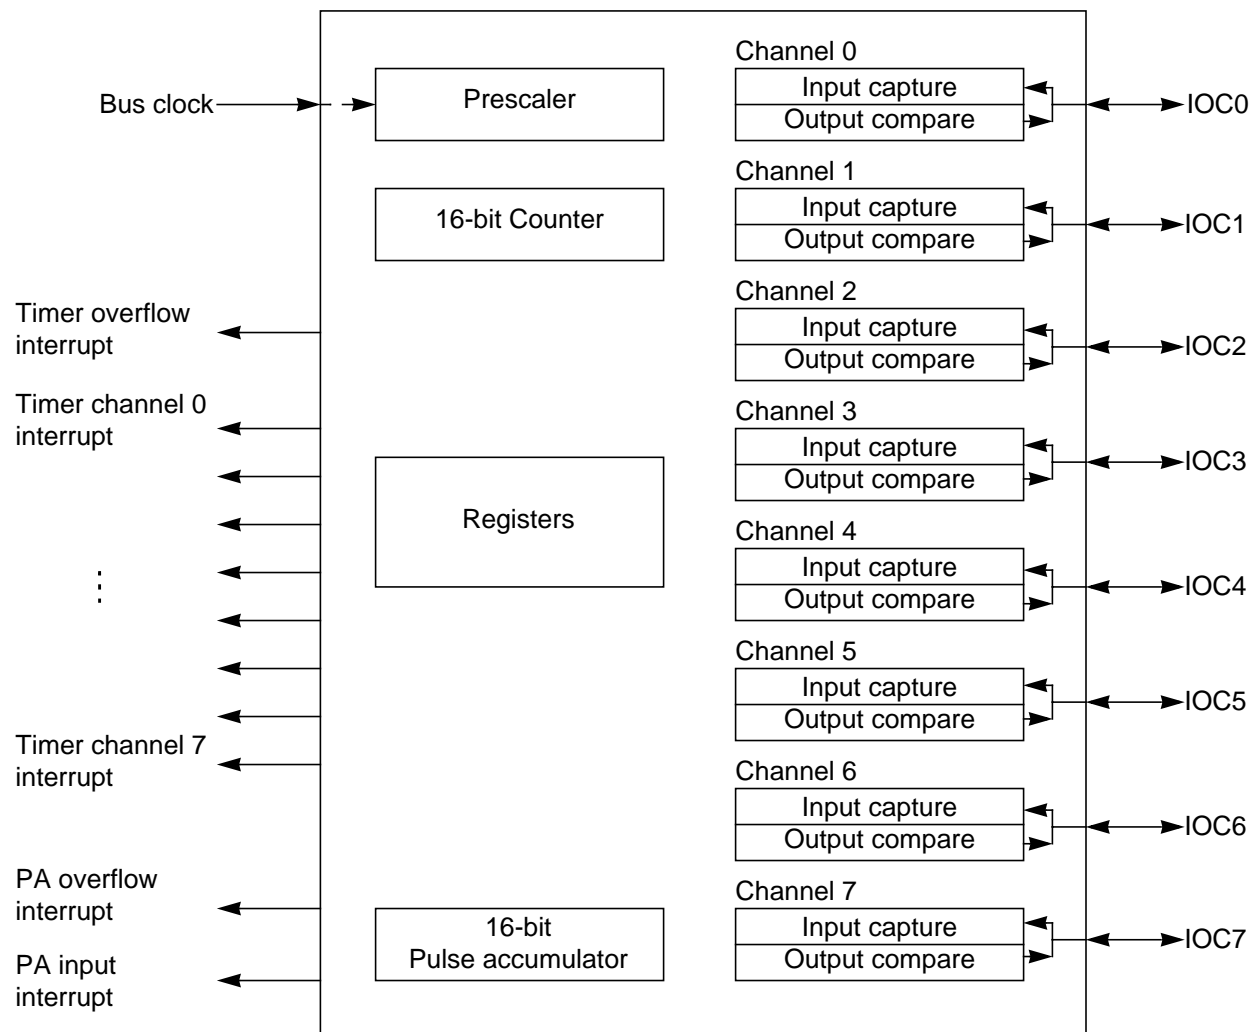 Bus clock
Timer overflow
interrupt
Timer channel 0
interrupt
Timer channel 7
interrupt
PA overflow
interrupt
PA input
interrupt
Prescaler
16-bit Counter
Registers
16-bit
Pulse accumulator
Channel 0
Input capture
Output compare
IOC0
Channel 1
Input capture
Output compare
IOC1
Channel 2
Input capture
Output compare
IOC2
Channel 3
Input capture
Output compare
IOC3
Channel 4
Input capture
Output compare
IOC4
Channel 5
Input capture
Output compare
IOC5
Channel 6
Input capture
Output compare
IOC6
Channel 7
Input capture
Output compare
IOC7